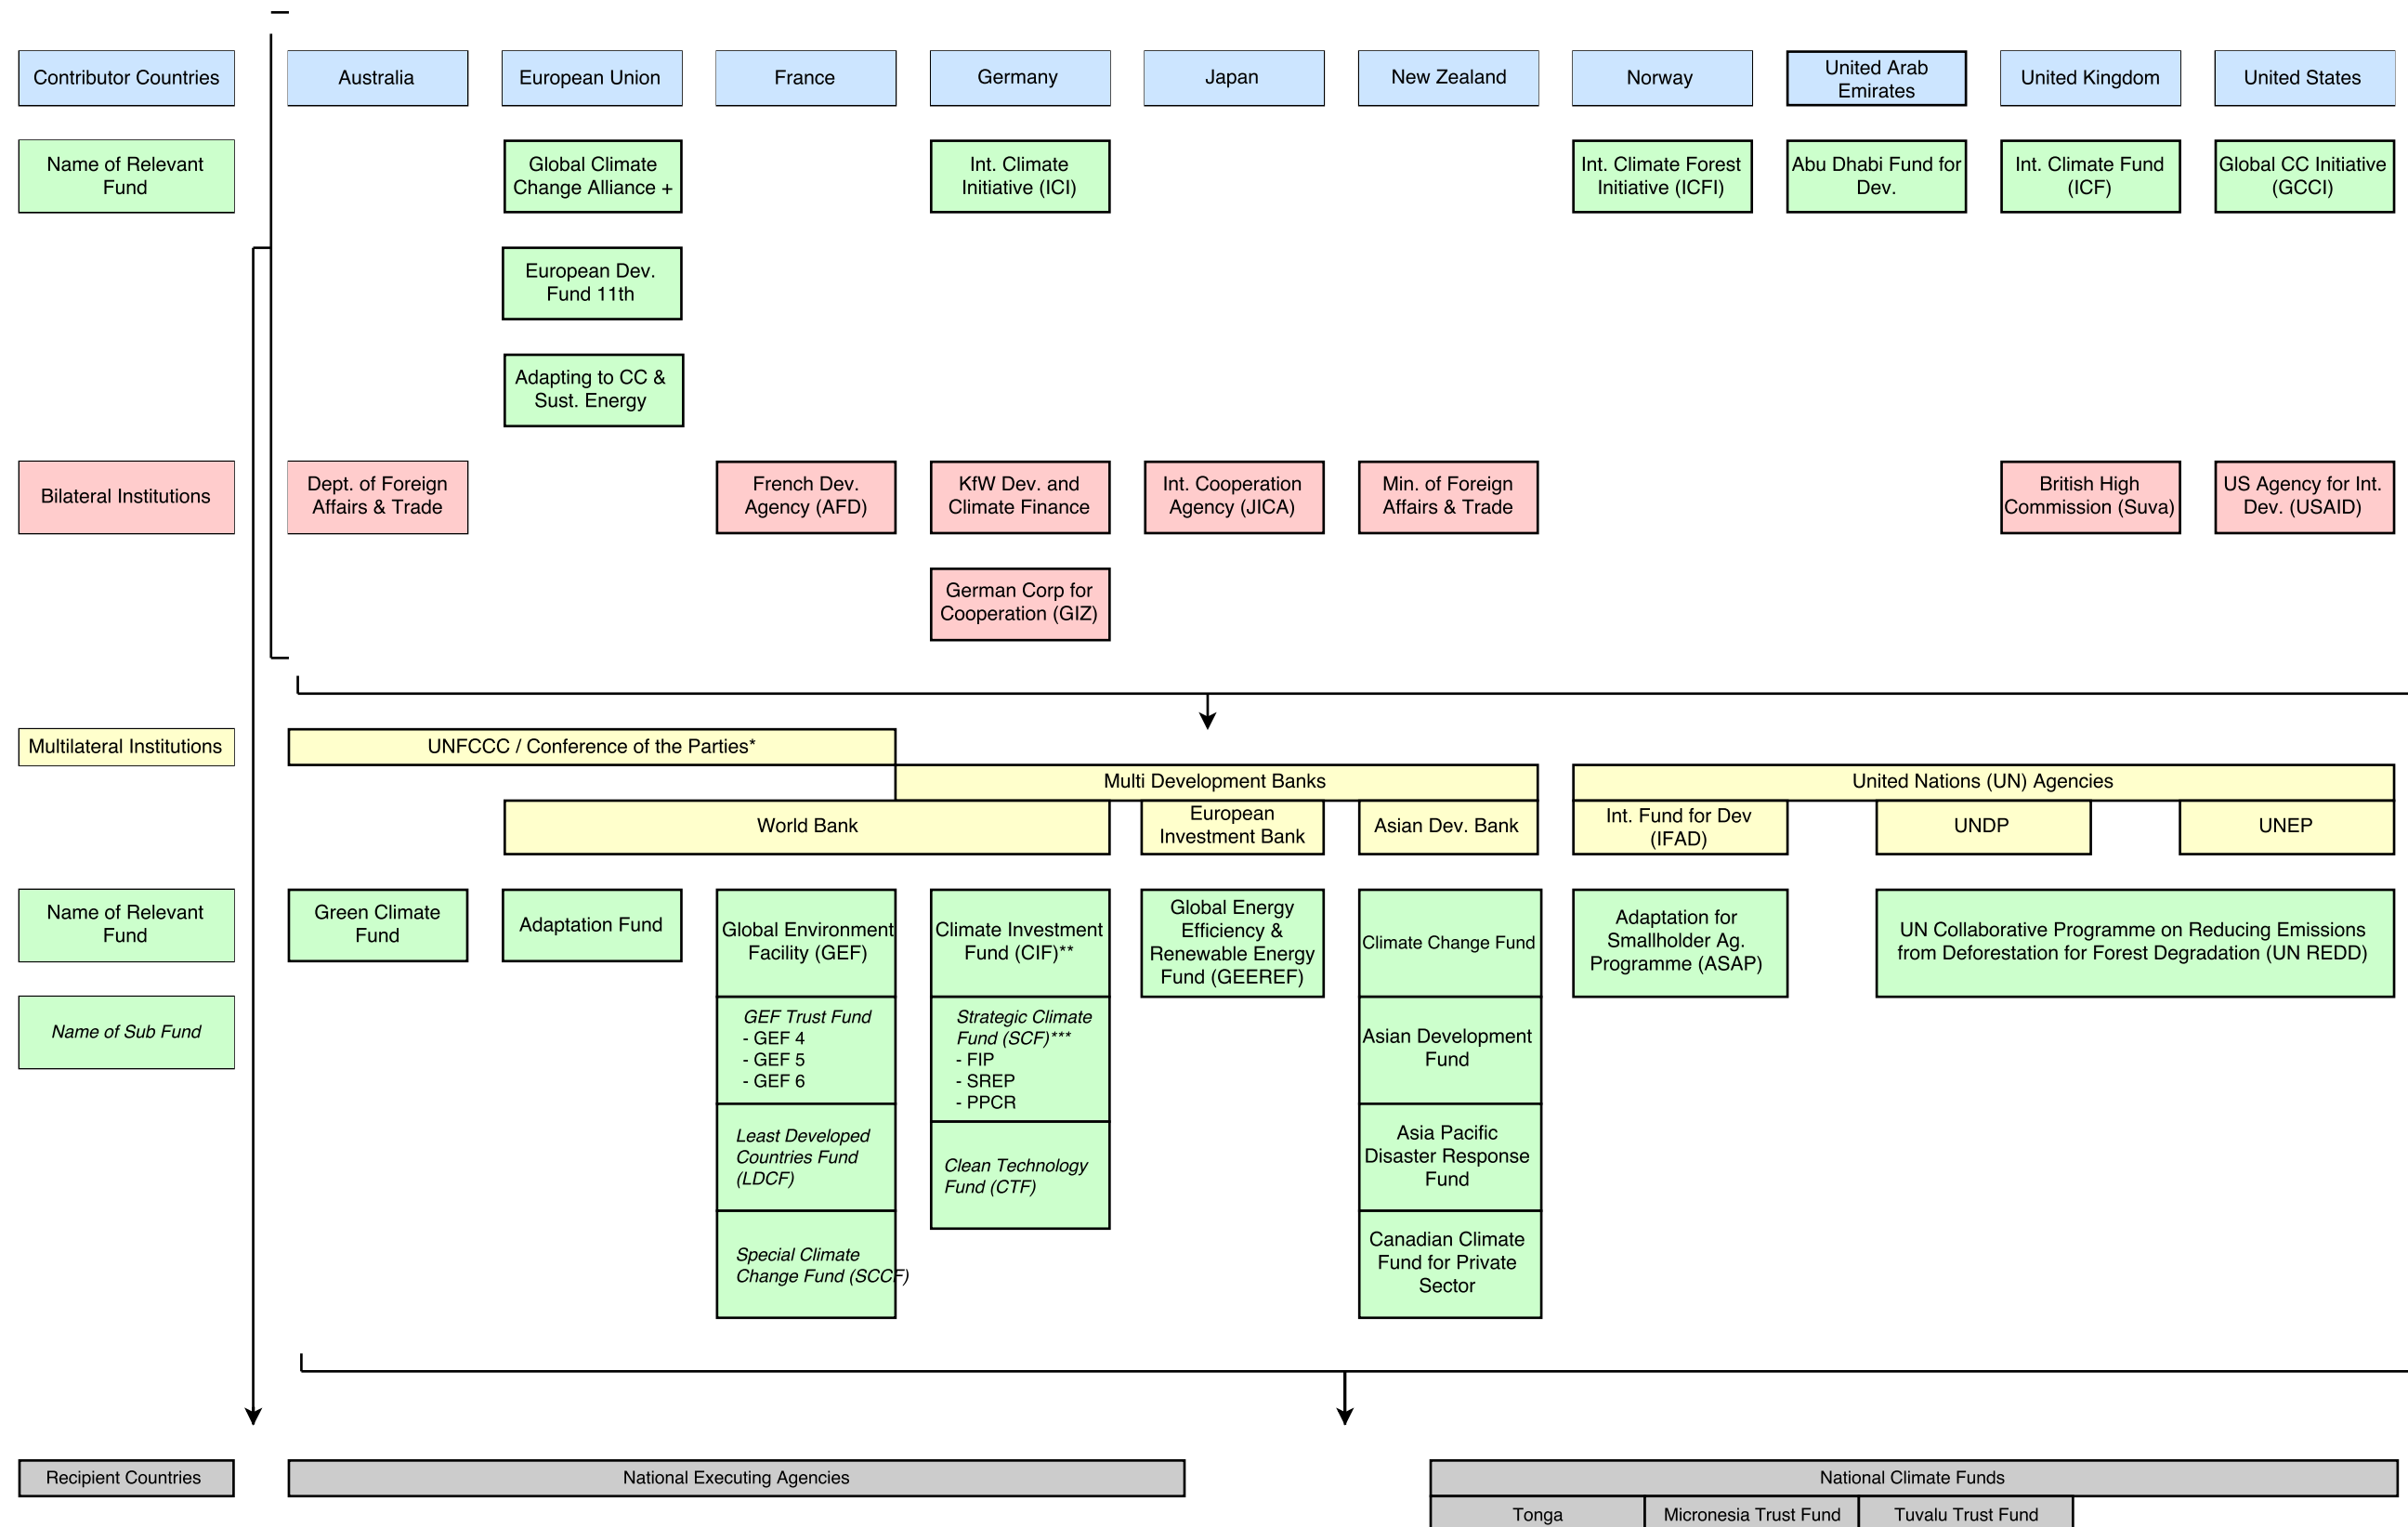 Contributor Countries
Australia
European Union
France
Germany
Japan
New Zealand
Norway
United Arab
Emirates
United Kingdom
United States
Name of Relevant
Fund
Global Climate
Change Alliance +
Int. Climate
Initiative (ICI)
Int. Climate Forest
Initiative (ICFI)
Abu Dhabi Fund for
Dev.
Int. Climate Fund
(ICF)
Global CC Initiative
(GCCI)
European Dev.
Fund 11th
Adapting to CC &
Sust. Energy
Bilateral Institutions
Dept. of Foreign
Affairs & Trade
French Dev.
Agency (AFD)
KfW Dev. and
Climate Finance
Int. Cooperation
Agency (JICA)
Min. of Foreign
Affairs & Trade
British High
Commission (Suva)
US Agency for Int.
Dev. (USAID)
German Corp for
Cooperation (GIZ)
Multilateral Institutions
UNFCCC / Conference of the Parties*
Multi Development Banks
United Nations (UN) Agencies
World Bank
European
Investment Bank
Asian Dev. Bank
Int. Fund for Dev
(IFAD)
UNDP
UNEP
Name of Relevant
Fund
Green Climate
Fund
Adaptation Fund
Global Environment
Facility (GEF)
Climate Investment
Fund (CIF)**
Global Energy
Efficiency &
Renewable Energy
Fund (GEEREF)
Climate Change Fund
Adaptation for
Smallholder Ag.
Programme (ASAP)
UN Collaborative Programme on Reducing Emissions
from Deforestation for Forest Degradation (UN REDD)
Name of Sub Fund
GEF Trust Fund
- GEF 4
- GEF 5
- GEF 6
Strategic Climate
Fund (SCF)***
- FIP
- SREP
- PPCR
Asian Development
Fund
Least Developed
Countries Fund
(LDCF)
Clean Technology
Fund (CTF)
Asia Pacific
Disaster Response
Fund
Special Climate
Change Fund (SCCF)
Canadian Climate
Fund for Private
Sector
Recipient Countries
National Executing Agencies
National Climate Funds
Tonga
Micronesia Trust Fund
Tuvalu Trust Fund